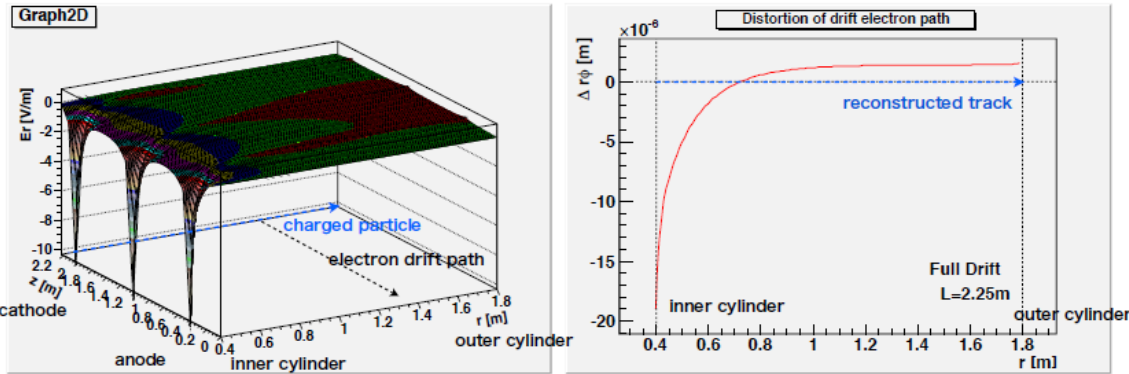 Graph2D
Er [V/m]
0
-2
-4
-6
-8
-10
2.2
2
1.8
1.6
1.4
1.2
1
0.8
0.6
0.4
0.2
0
z [m]
cathode
anode
charged particle
electron drift path
0.4
0.6
0.8
1
1.2
1.4
1.6
1.8
r [m]
inner cylinder
outer cylinder
Distortion of drift electron path
×10⁻⁶
Δ rφ [m]
0
-5
-10
-15
-20
reconstructed track
Full Drift
L=2.25m
inner cylinder
outer cylinder
0.4 0.6 0.8 1 1.2 1.4 1.6 1.8
r [m]